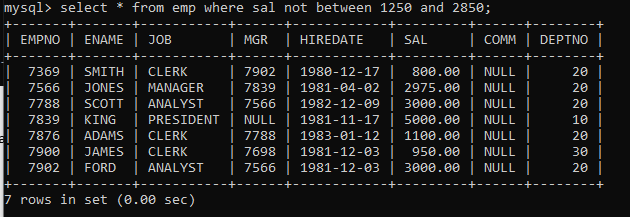 mysql> select * from emp where sal not between 1250 and 2850;
+-------+-------+-----------+------+------------+---------+------+--------+
| EMPNO | ENAME | JOB       | MGR  | HIREDATE   | SAL     | COMM | DEPTNO |
+-------+-------+-----------+------+------------+---------+------+--------+
|  7369 | SMITH | CLERK     | 7902 | 1980-12-17 |  800.00 | NULL |     20 |
|  7566 | JONES | MANAGER   | 7839 | 1981-04-02 | 2975.00 | NULL |     20 |
|  7788 | SCOTT | ANALYST   | 7566 | 1982-12-09 | 3000.00 | NULL |     20 |
|  7839 | KING  | PRESIDENT | NULL | 1981-11-17 | 5000.00 | NULL |     10 |
|  7876 | ADAMS | CLERK     | 7788 | 1983-01-12 | 1100.00 | NULL |     20 |
|  7900 | JAMES | CLERK     | 7698 | 1981-12-03 |  950.00 | NULL |     30 |
|  7902 | FORD  | ANALYST   | 7566 | 1981-12-03 | 3000.00 | NULL |     20 |
+-------+-------+-----------+------+------------+---------+------+--------+
7 rows in set (0.00 sec)